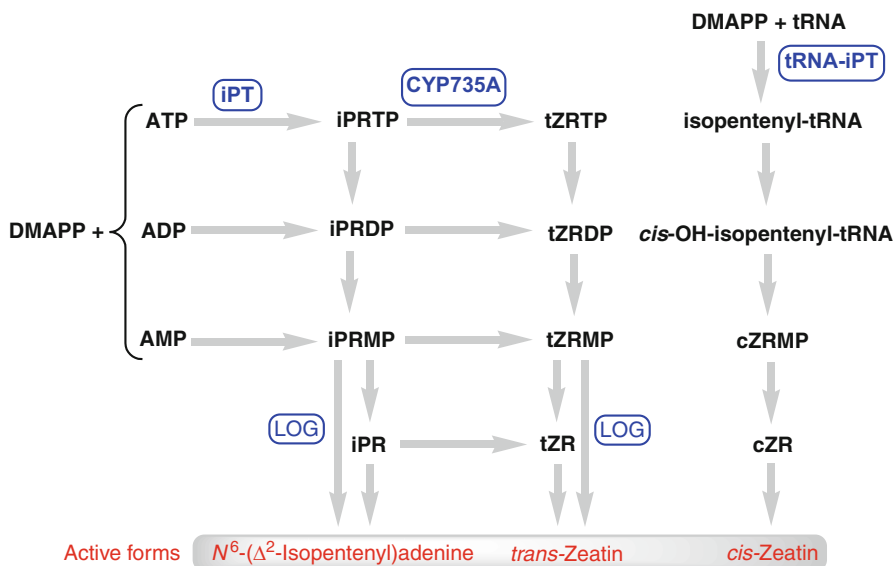 DMAPP + tRNA
tRNA-iPT
iPT
CYP735A
ATP
iPRTP
tZRTP
isopentenyl-tRNA
DMAPP +
ADP
iPRDP
tZRDP
cis-OH-isopentenyl-tRNA
AMP
iPRMP
tZRMP
cZRMP
LOG
iPR
tZR
LOG
cZR
Active forms
N⁶-(Δ²-Isopentenyl)adenine
trans-Zeatin
cis-Zeatin